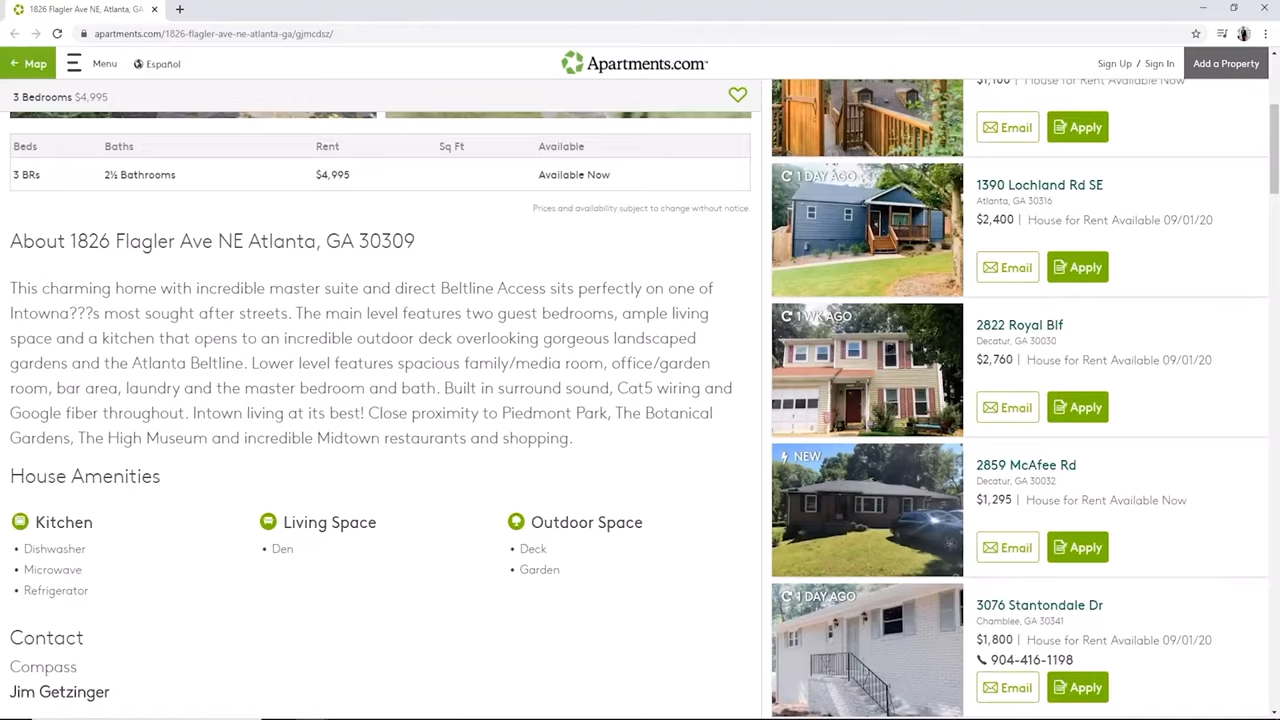 1826 Flagler Ave NE, Atlanta, GA
apartments.com/1826-flagler-ave-ne-atlanta-ga/gjmcdsz/
Map
Menu
Español
Apartments.com
Sign Up / Sign In
Add a Property
3 Bedrooms $4,995
Beds Baths Rent Sq Ft Available
3 BRs 2½ Bathrooms $4,995 Available Now
Prices and availability subject to change without notice.
About 1826 Flagler Ave NE Atlanta, GA 30309
This charming home with incredible master suite and direct Beltline Access sits perfectly on one of
Intowna???s most sought after streets. The main level features two guest bedrooms, ample living
space and a kitchen that opens to an incredible outdoor deck overlooking gorgeous landscaped
gardens and the Atlanta Beltline. Lower level features spacious family/media room, office/garden
room, bar area, laundry and the master bedroom and bath. Built in surround sound, Cat5 wiring and
Google fiber throughout. Intown living at its best! Close proximity to Piedmont Park, The Botanical
Gardens, The High Museum and incredible Midtown restaurants and shopping.
House Amenities
Kitchen
• Dishwasher
• Microwave
• Refrigerator
Living Space
• Den
Outdoor Space
• Deck
• Garden
Contact
Compass
Jim Getzinger
House for Rent Available Now
Email
Apply
1 DAY AGO
1390 Lochland Rd SE
Atlanta, GA 30316
$2,400 | House for Rent Available 09/01/20
Email
Apply
1 WK AGO
2822 Royal Blf
Decatur, GA 30030
$2,760 | House for Rent Available 09/01/20
Email
Apply
NEW
2859 McAfee Rd
Decatur, GA 30032
$1,295 | House for Rent Available Now
Email
Apply
1 DAY AGO
3076 Stantondale Dr
Chamblee, GA 30341
$1,800 | House for Rent Available 09/01/20
904-416-1198
Email
Apply